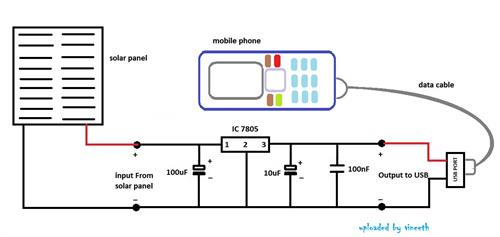 mobile phone
solar panel
data cable
IC 7805
1 2 3
+
+
+
+
100uF
10uF
100nF
input From
solar panel
Output to USB
USB PORT
−
−
−
−
uploaded by vineeth